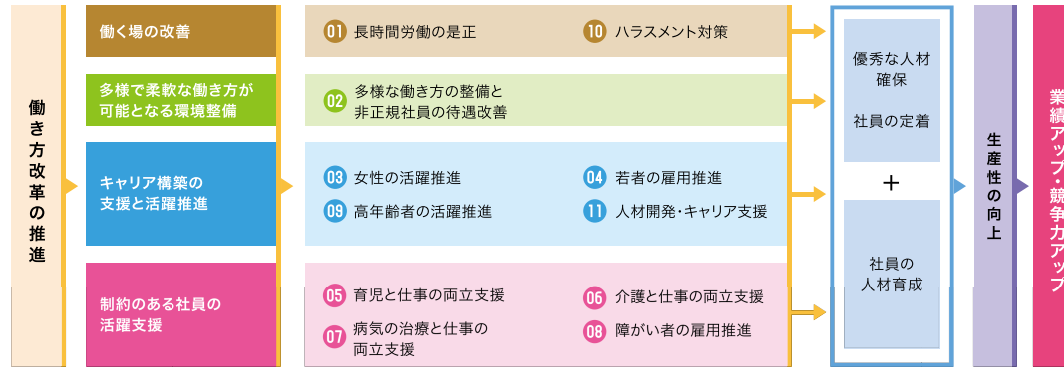 働き方改革の推進
働く場の改善
01 長時間労働の是正
10 ハラスメント対策
多様で柔軟な働き方が
可能となる環境整備
02 多様な働き方の整備と
非正規社員の待遇改善
キャリア構築の
支援と活躍推進
03 女性の活躍推進
04 若者の雇用推進
09 高年齢者の活躍推進
11 人材開発・キャリア支援
制約のある社員の
活躍支援
05 育児と仕事の両立支援
06 介護と仕事の両立支援
07 病気の治療と仕事の
両立支援
08 障がい者の雇用推進
優秀な人材
確保
社員の定着
+
社員の
人材育成
生産性の向上
業績アップ・競争力アップ